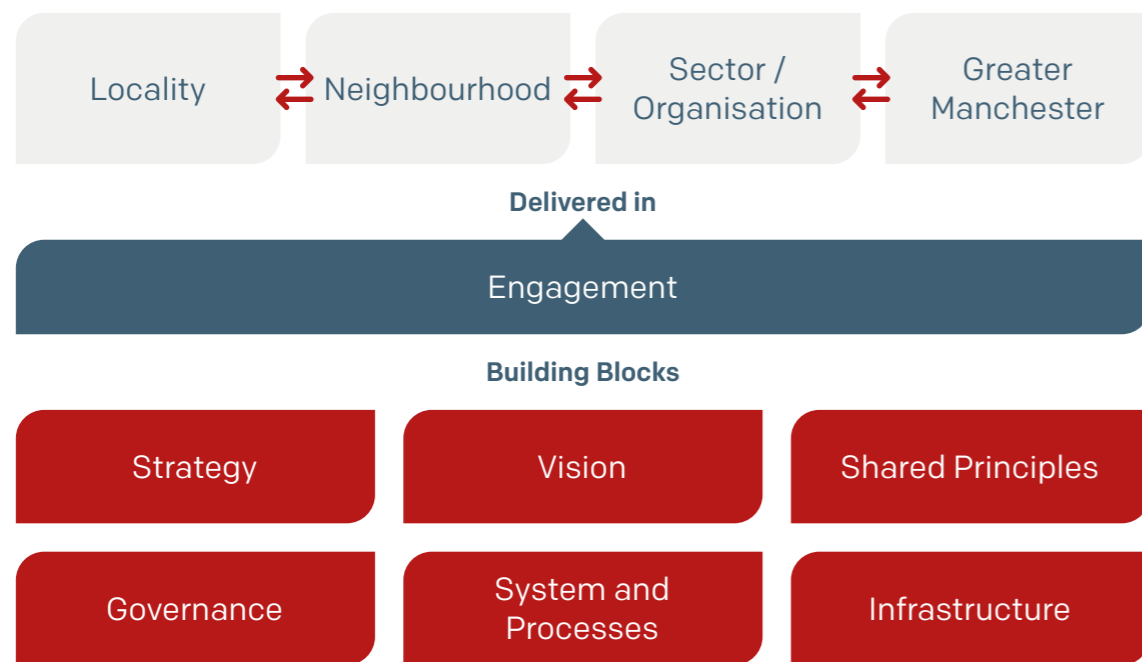 Locality
Neighbourhood
Sector /
Organisation
Greater
Manchester
Delivered in
Engagement
Building Blocks
Strategy
Vision
Shared Principles
Governance
System and
Processes
Infrastructure